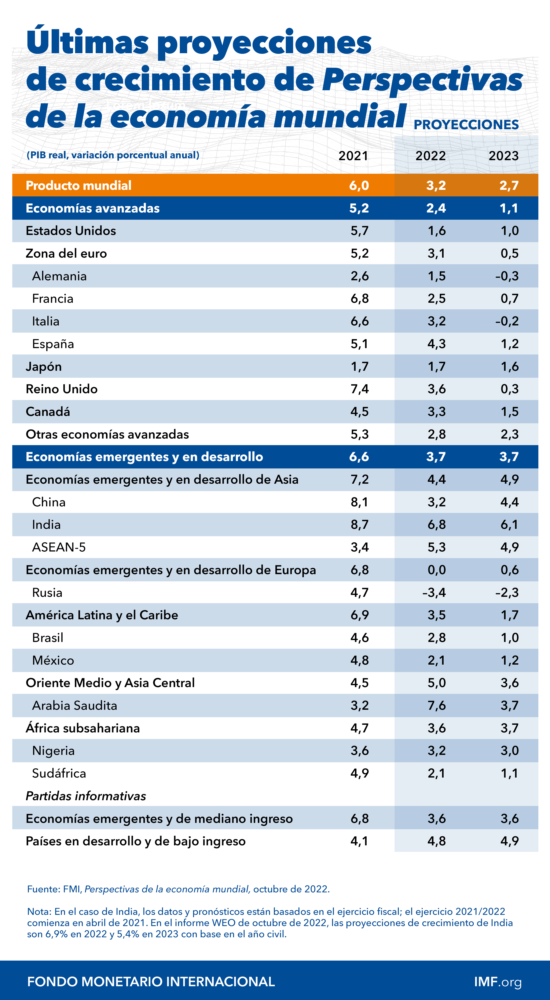 Últimas proyecciones
de crecimiento de Perspectivas
de la economía mundial PROYECCIONES
(PIB real, variación porcentual anual) 2021 2022 2023
Producto mundial 6,0 3,2 2,7
Economías avanzadas 5,2 2,4 1,1
Estados Unidos 5,7 1,6 1,0
Zona del euro 5,2 3,1 0,5
Alemania 2,6 1,5 –0,3
Francia 6,8 2,5 0,7
Italia 6,6 3,2 –0,2
España 5,1 4,3 1,2
Japón 1,7 1,7 1,6
Reino Unido 7,4 3,6 0,3
Canadá 4,5 3,3 1,5
Otras economías avanzadas 5,3 2,8 2,3
Economías emergentes y en desarrollo 6,6 3,7 3,7
Economías emergentes y en desarrollo de Asia 7,2 4,4 4,9
China 8,1 3,2 4,4
India 8,7 6,8 6,1
ASEAN-5 3,4 5,3 4,9
Economías emergentes y en desarrollo de Europa 6,8 0,0 0,6
Rusia 4,7 –3,4 –2,3
América Latina y el Caribe 6,9 3,5 1,7
Brasil 4,6 2,8 1,0
México 4,8 2,1 1,2
Oriente Medio y Asia Central 4,5 5,0 3,6
Arabia Saudita 3,2 7,6 3,7
África subsahariana 4,7 3,6 3,7
Nigeria 3,6 3,2 3,0
Sudáfrica 4,9 2,1 1,1
Partidas informativas
Economías emergentes y de mediano ingreso 6,8 3,6 3,6
Países en desarrollo y de bajo ingreso 4,1 4,8 4,9
Fuente: FMI, Perspectivas de la economía mundial, octubre de 2022.
Nota: En el caso de India, los datos y pronósticos están basados en el ejercicio fiscal; el ejercicio 2021/2022
comienza en abril de 2021. En el informe WEO de octubre de 2022, las proyecciones de crecimiento de India
son 6,9% en 2022 y 5,4% en 2023 con base en el año civil.
FONDO MONETARIO INTERNACIONAL IMF.org